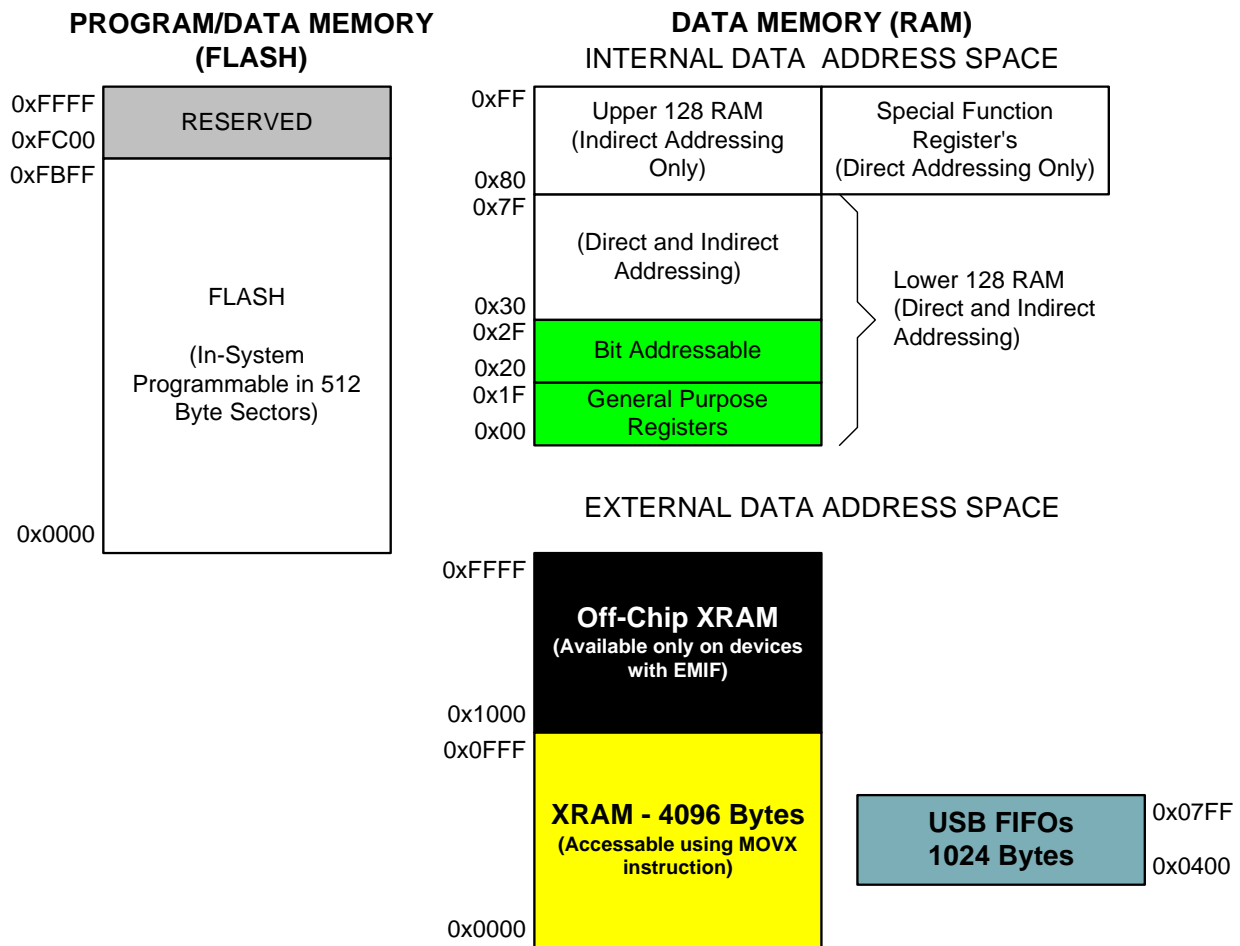 PROGRAM/DATA MEMORY
(FLASH)
0xFFFF
RESERVED
0xFC00
0xFBFF
FLASH
(In-System
Programmable in 512
Byte Sectors)
0x0000
DATA MEMORY (RAM)
INTERNAL DATA ADDRESS SPACE
0xFF
Upper 128 RAM
(Indirect Addressing
Only)
0x80
Special Function
Register's
(Direct Addressing Only)
0x7F
(Direct and Indirect
Addressing)
0x30
Lower 128 RAM
(Direct and Indirect
Addressing)
0x2F
Bit Addressable
0x20
0x1F
General Purpose
Registers
0x00
EXTERNAL DATA ADDRESS SPACE
0xFFFF
Off-Chip XRAM
(Available only on devices
with EMIF)
0x1000
0x0FFF
XRAM - 4096 Bytes
(Accessable using MOVX
instruction)
0x0000
USB FIFOs
1024 Bytes
0x07FF
0x0400